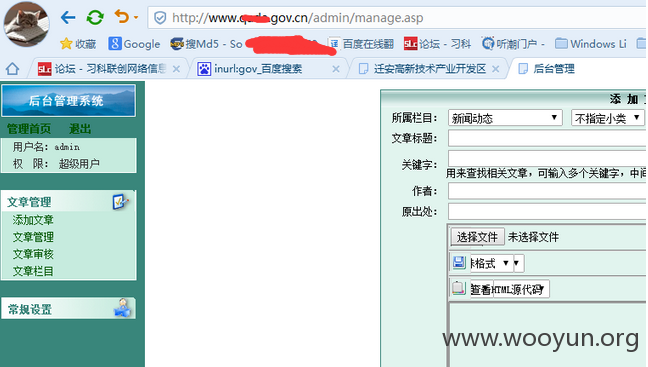 http://www.gov.cn/admin/manage.asp
收藏 Google 搜Md5 - So 百度在线翻 论坛 - 习科 听潮门户 - Windows Li
论坛 - 习科联创网络信息 inurl:gov_百度搜索 迁安高新技术产业开发区 后台管理
后台管理系统
管理首页 退出
用户名: admin
权 限: 超级用户
文章管理
添加文章
文章管理
文章审核
文章栏目
常规设置
添 加
所属栏目: 新闻动态 不指定小类
文章标题:
关键字:
用来查找相关文章，可输入多个关键字，中间
作者:
原出处:
选择文件 未选择文件
格式
查看HTML源代码
www.wooyun.org